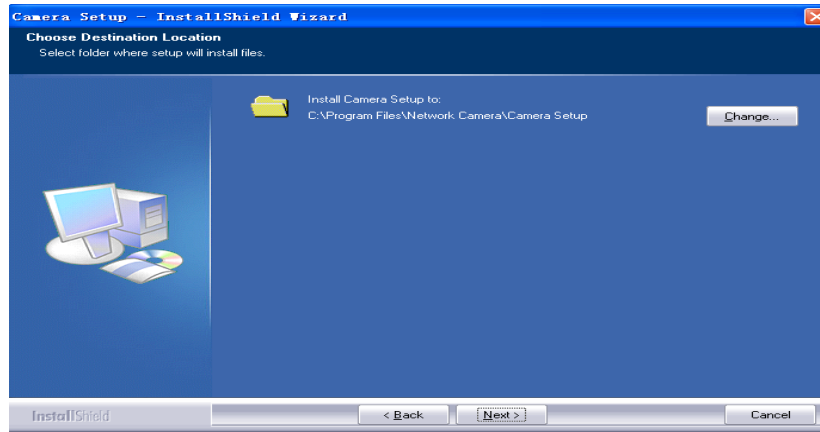 Camera Setup - InstallShield Wizard
Choose Destination Location
Select folder where setup will install files.
Install Camera Setup to:
C:\Program Files\Network Camera\Camera Setup
Change...
InstallShield
< Back
Next >
Cancel